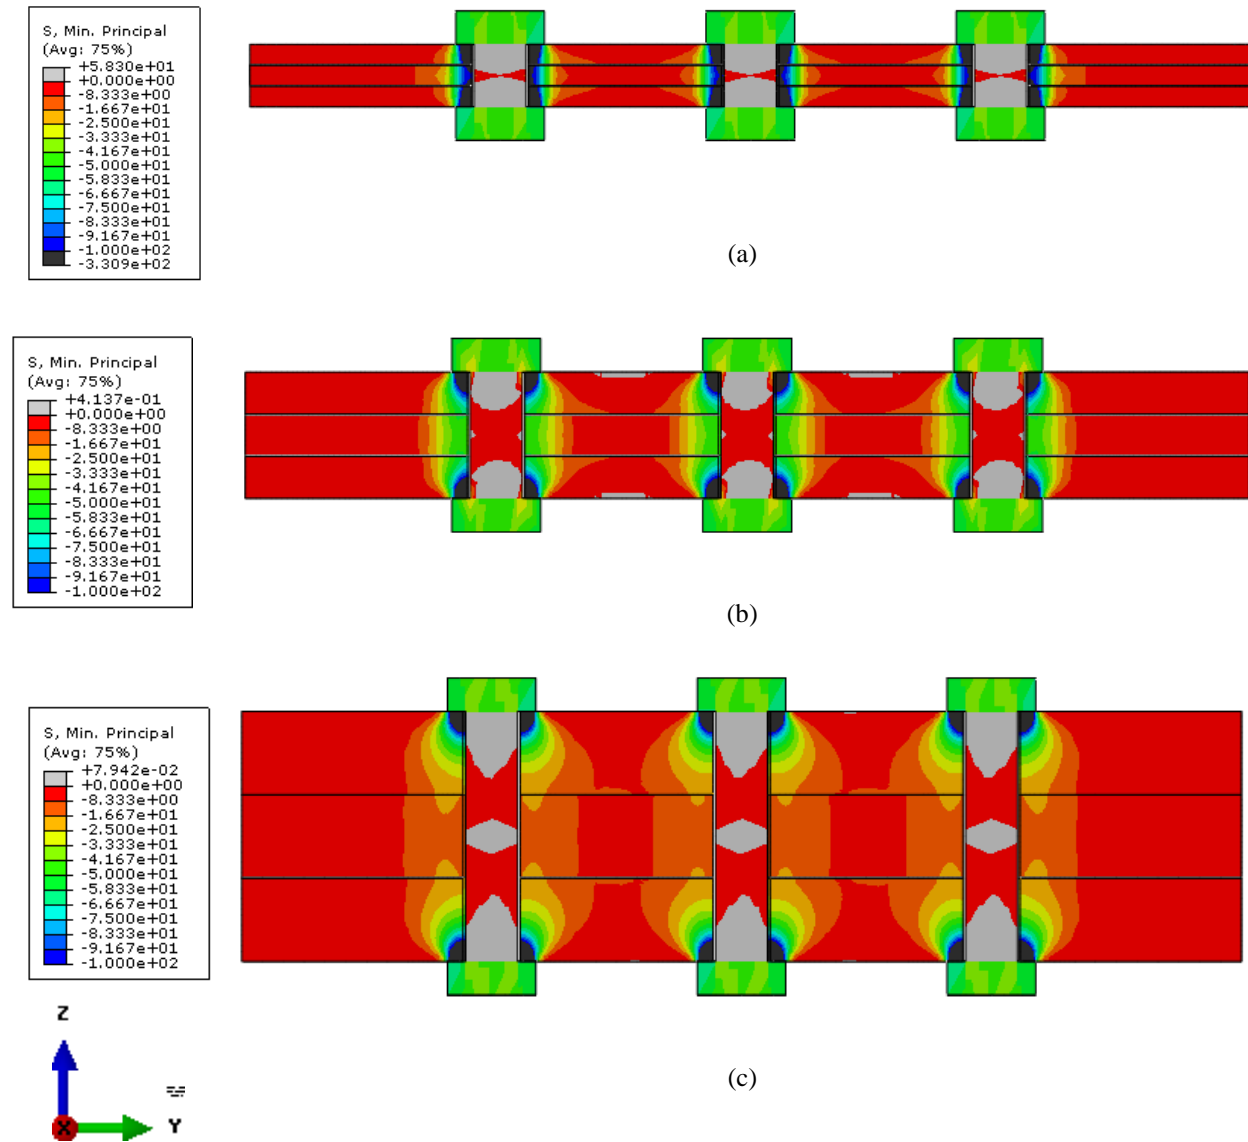 S, Min. Principal
(Avg: 75%)
+5.830e+01
+0.000e+00
-8.333e+00
-1.667e+01
-2.500e+01
-3.333e+01
-4.167e+01
-5.000e+01
-5.833e+01
-6.667e+01
-7.500e+01
-8.333e+01
-9.167e+01
-1.000e+02
-3.309e+02
(a)
S, Min. Principal
(Avg: 75%)
+4.137e-01
+0.000e+00
-8.333e+00
-1.667e+01
-2.500e+01
-3.333e+01
-4.167e+01
-5.000e+01
-5.833e+01
-6.667e+01
-7.500e+01
-8.333e+01
-9.167e+01
-1.000e+02
(b)
S, Min. Principal
(Avg: 75%)
+7.942e-02
+0.000e+00
-8.333e+00
-1.667e+01
-2.500e+01
-3.333e+01
-4.167e+01
-5.000e+01
-5.833e+01
-6.667e+01
-7.500e+01
-8.333e+01
-9.167e+01
-1.000e+02
(c)
Z
X
Y